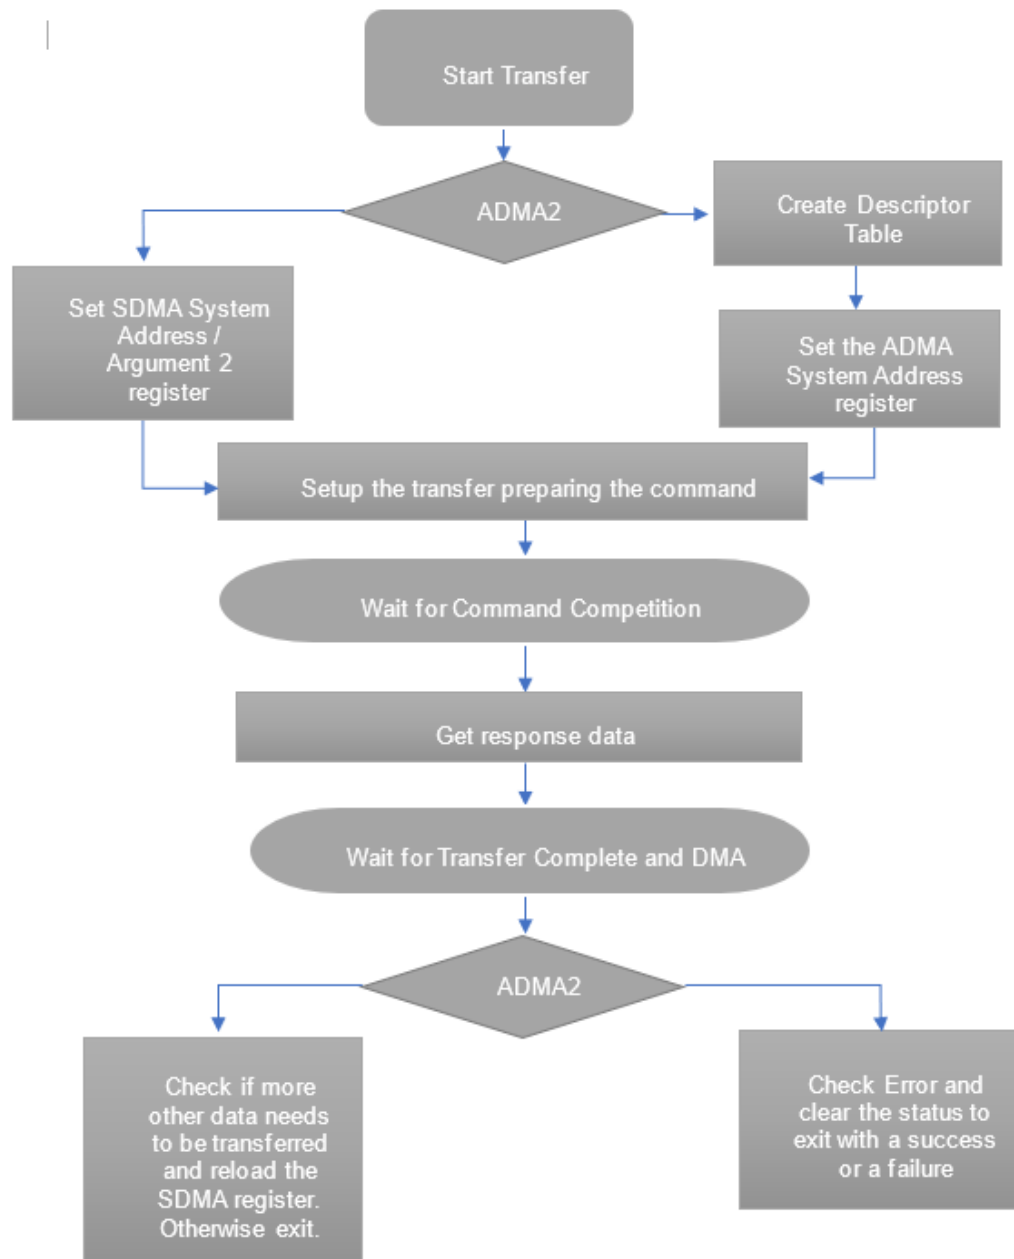 Start Transfer
ADMA2
Create Descriptor
Table
Set SDMA System
Address /
Argument 2
register
Set the ADMA
System Address
register
Setup the transfer preparing the command
Wait for Command Competition
Get response data
Wait for Transfer Complete and DMA
ADMA2
Check if more
other data needs
to be transferred
and reload the
SDMA register.
Otherwise exit.
Check Error and
clear the status to
exit with a success
or a failure